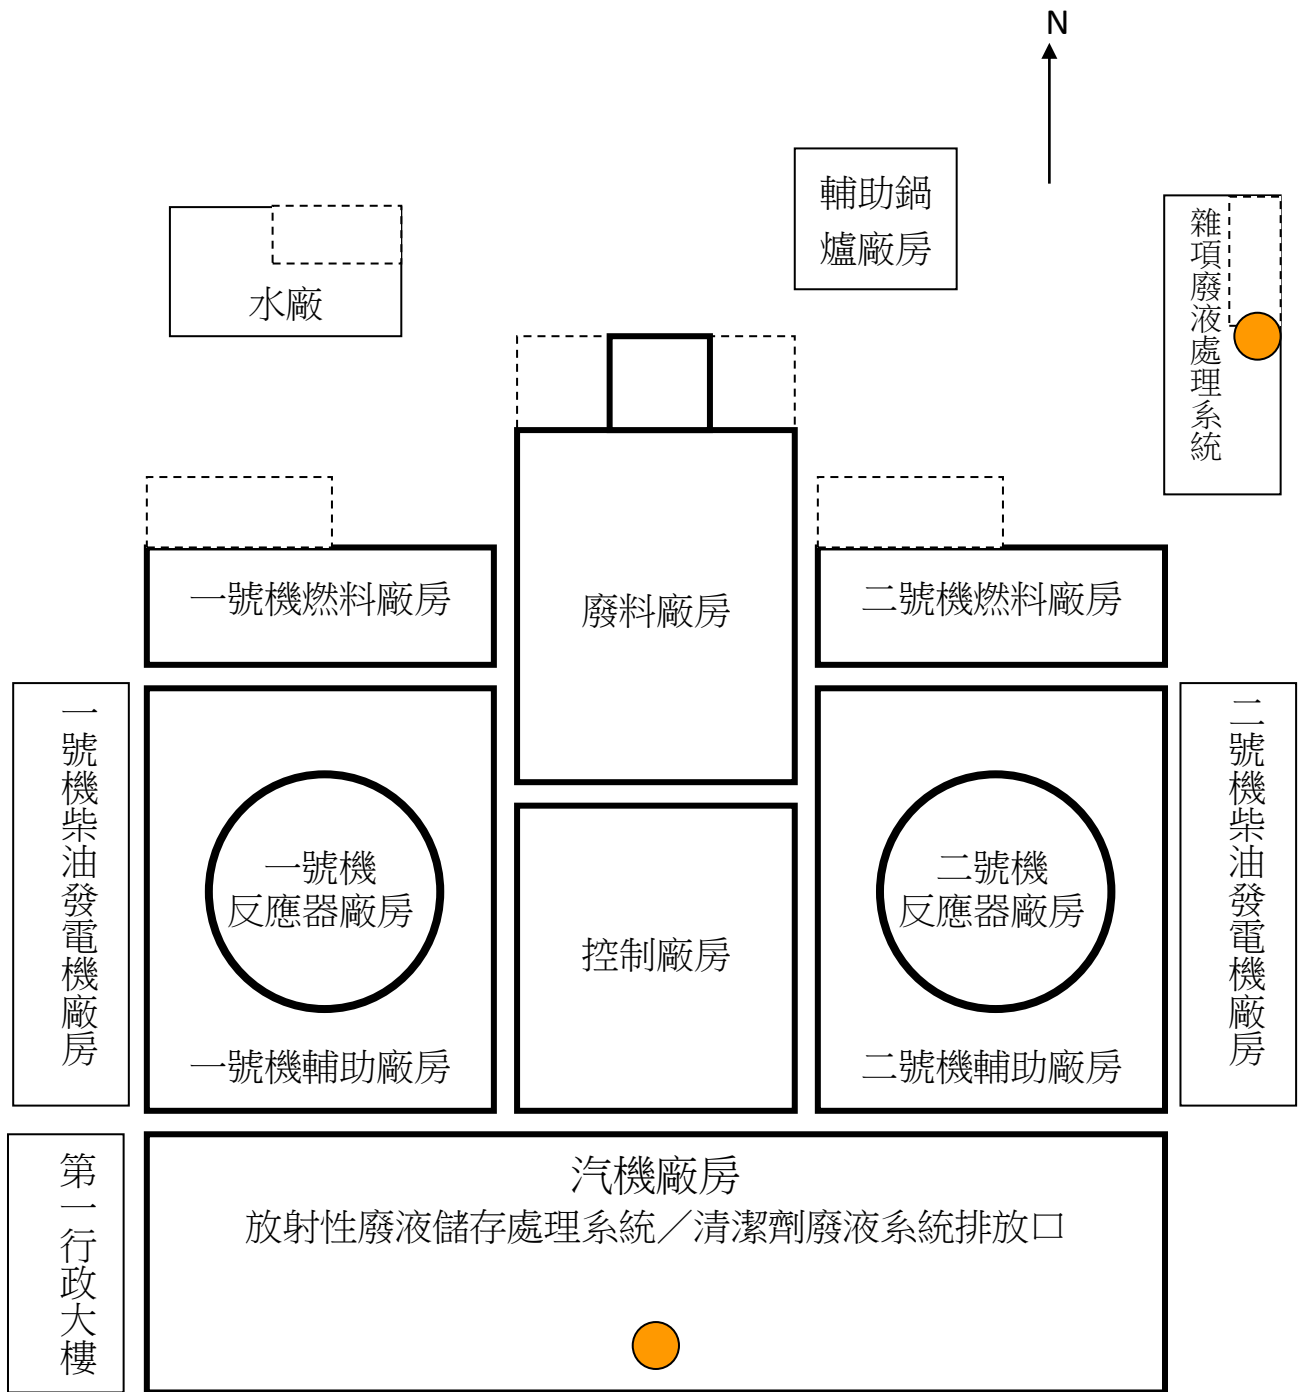 N
輔助鍋
爐廠房
水廠
雜項廢液處理系統
一號機燃料廠房
廢料廠房
二號機燃料廠房
一號機柴油發電機廠房
一號機
反應器廠房
一號機輔助廠房
控制廠房
二號機
反應器廠房
二號機輔助廠房
二號機柴油發電機廠房
第一行政大樓
汽機廠房
放射性廢液儲存處理系統／清潔劑廢液系統排放口